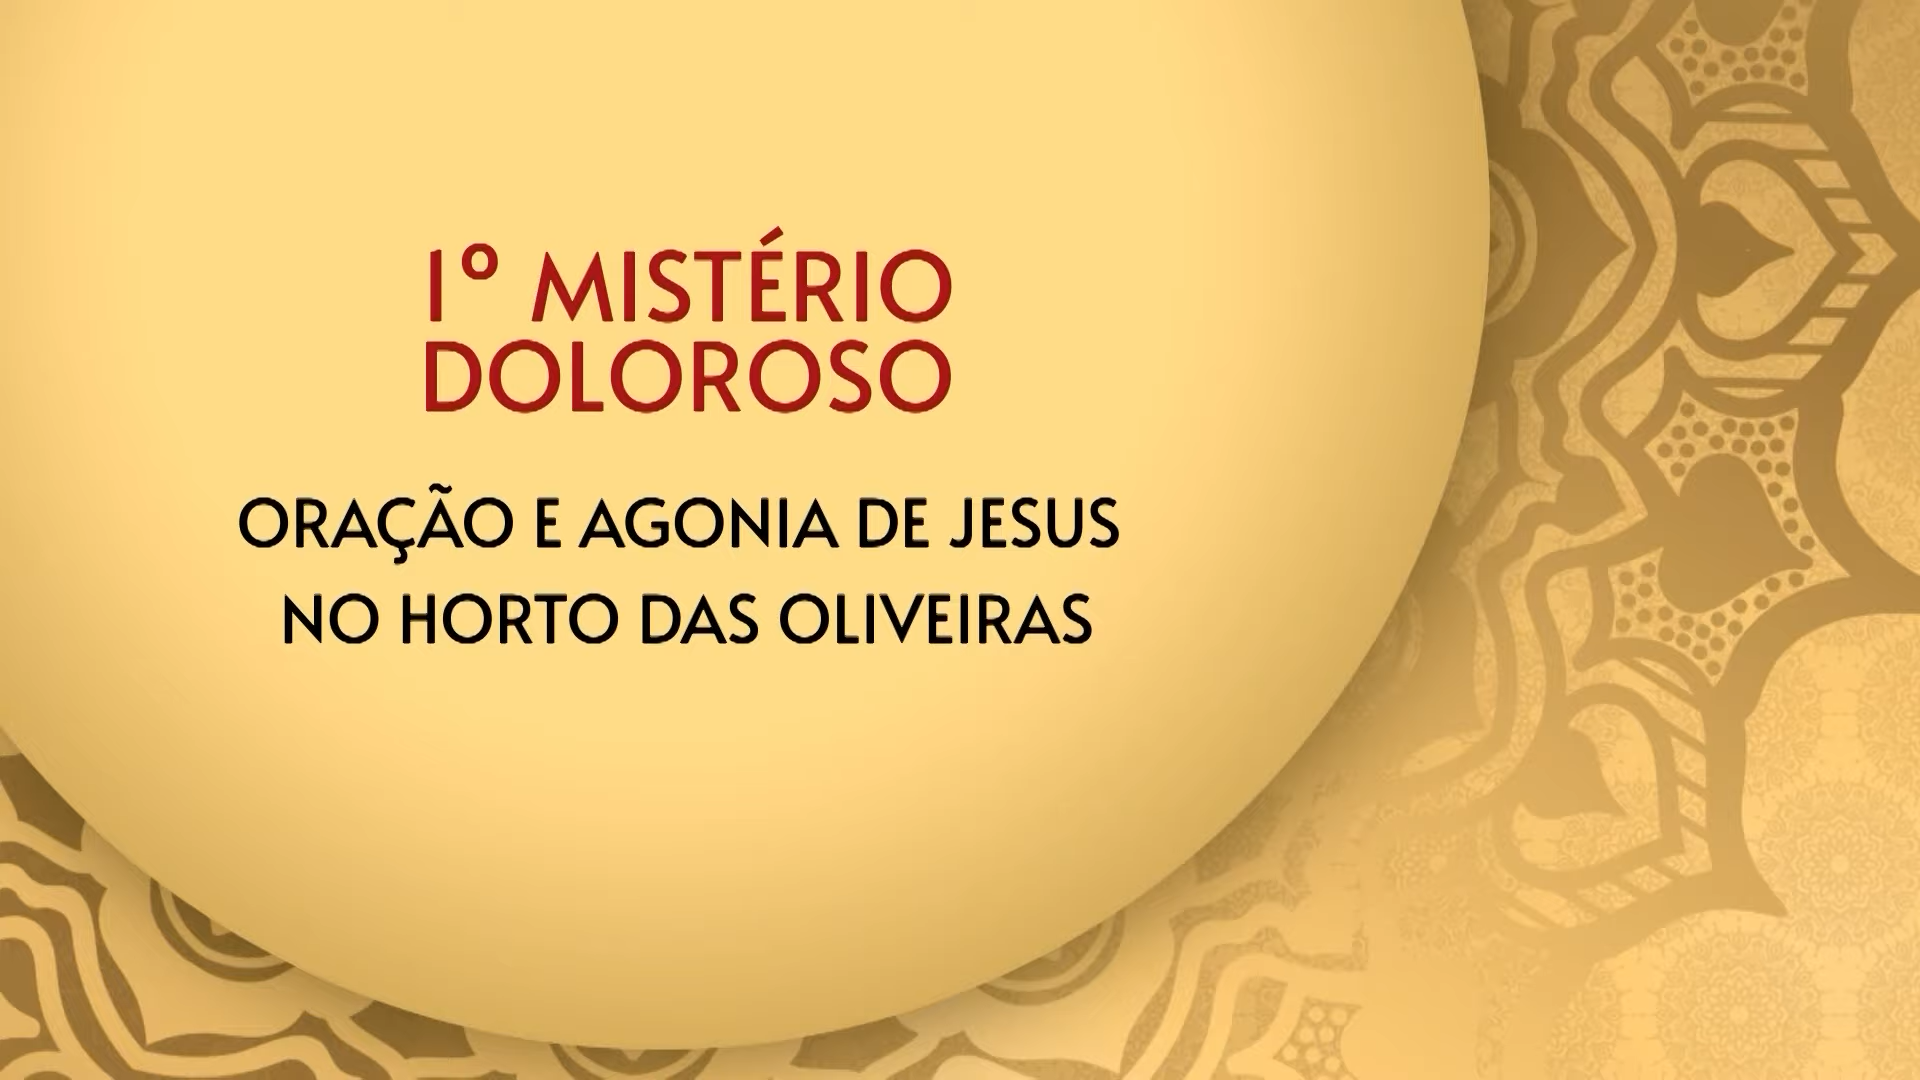 1º MISTÉRIO
DOLOROSO
ORAÇÃO E AGONIA DE JESUS
NO HORTO DAS OLIVEIRAS